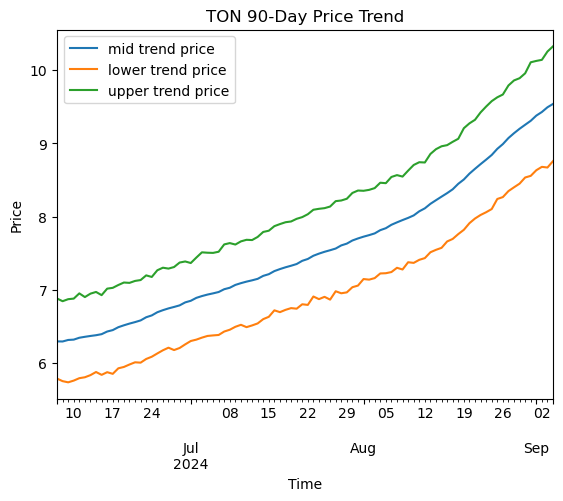 TON 90-Day Price Trend
mid trend price
lower trend price
upper trend price
10
9
8
7
6
Price
10 17 24 08 15 22 29 05 12 19 26 02
Jul Aug Sep
2024
Time